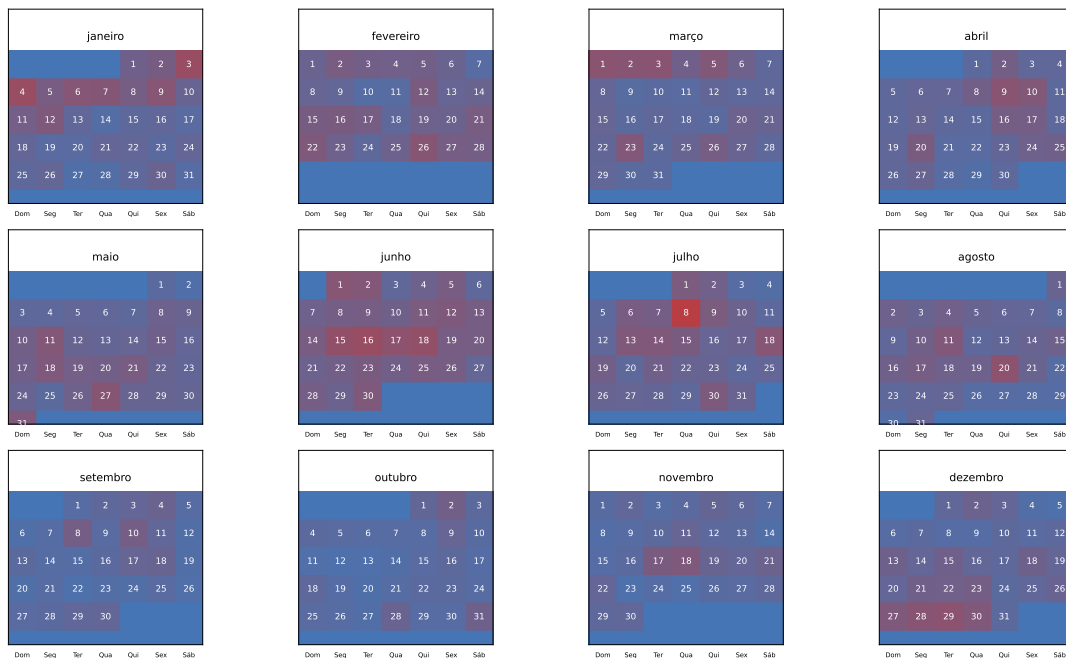 janeiro
1 2 3
4 5 6 7 8 9 10
11 12 13 14 15 16 17
18 19 20 21 22 23 24
25 26 27 28 29 30 31
Dom Seg Ter Qua Qui Sex Sáb
fevereiro
1 2 3 4 5 6 7
8 9 10 11 12 13 14
15 16 17 18 19 20 21
22 23 24 25 26 27 28
Dom Seg Ter Qua Qui Sex Sáb
março
1 2 3 4 5 6 7
8 9 10 11 12 13 14
15 16 17 18 19 20 21
22 23 24 25 26 27 28
29 30 31
Dom Seg Ter Qua Qui Sex Sáb
abril
1 2 3 4
5 6 7 8 9 10 11
12 13 14 15 16 17 18
19 20 21 22 23 24 25
26 27 28 29 30
Dom Seg Ter Qua Qui Sex Sáb
maio
1 2
3 4 5 6 7 8 9
10 11 12 13 14 15 16
17 18 19 20 21 22 23
24 25 26 27 28 29 30
31
Dom Seg Ter Qua Qui Sex Sáb
junho
1 2 3 4 5 6
7 8 9 10 11 12 13
14 15 16 17 18 19 20
21 22 23 24 25 26 27
28 29 30
Dom Seg Ter Qua Qui Sex Sáb
julho
1 2 3 4
5 6 7 8 9 10 11
12 13 14 15 16 17 18
19 20 21 22 23 24 25
26 27 28 29 30 31
Dom Seg Ter Qua Qui Sex Sáb
agosto
1
2 3 4 5 6 7 8
9 10 11 12 13 14 15
16 17 18 19 20 21 22
23 24 25 26 27 28 29
30 31
Dom Seg Ter Qua Qui Sex Sáb
setembro
1 2 3 4 5
6 7 8 9 10 11 12
13 14 15 16 17 18 19
20 21 22 23 24 25 26
27 28 29 30
Dom Seg Ter Qua Qui Sex Sáb
outubro
1 2 3
4 5 6 7 8 9 10
11 12 13 14 15 16 17
18 19 20 21 22 23 24
25 26 27 28 29 30 31
Dom Seg Ter Qua Qui Sex Sáb
novembro
1 2 3 4 5 6 7
8 9 10 11 12 13 14
15 16 17 18 19 20 21
22 23 24 25 26 27 28
29 30
Dom Seg Ter Qua Qui Sex Sáb
dezembro
1 2 3 4 5
6 7 8 9 10 11 12
13 14 15 16 17 18 19
20 21 22 23 24 25 26
27 28 29 30 31
Dom Seg Ter Qua Qui Sex Sáb